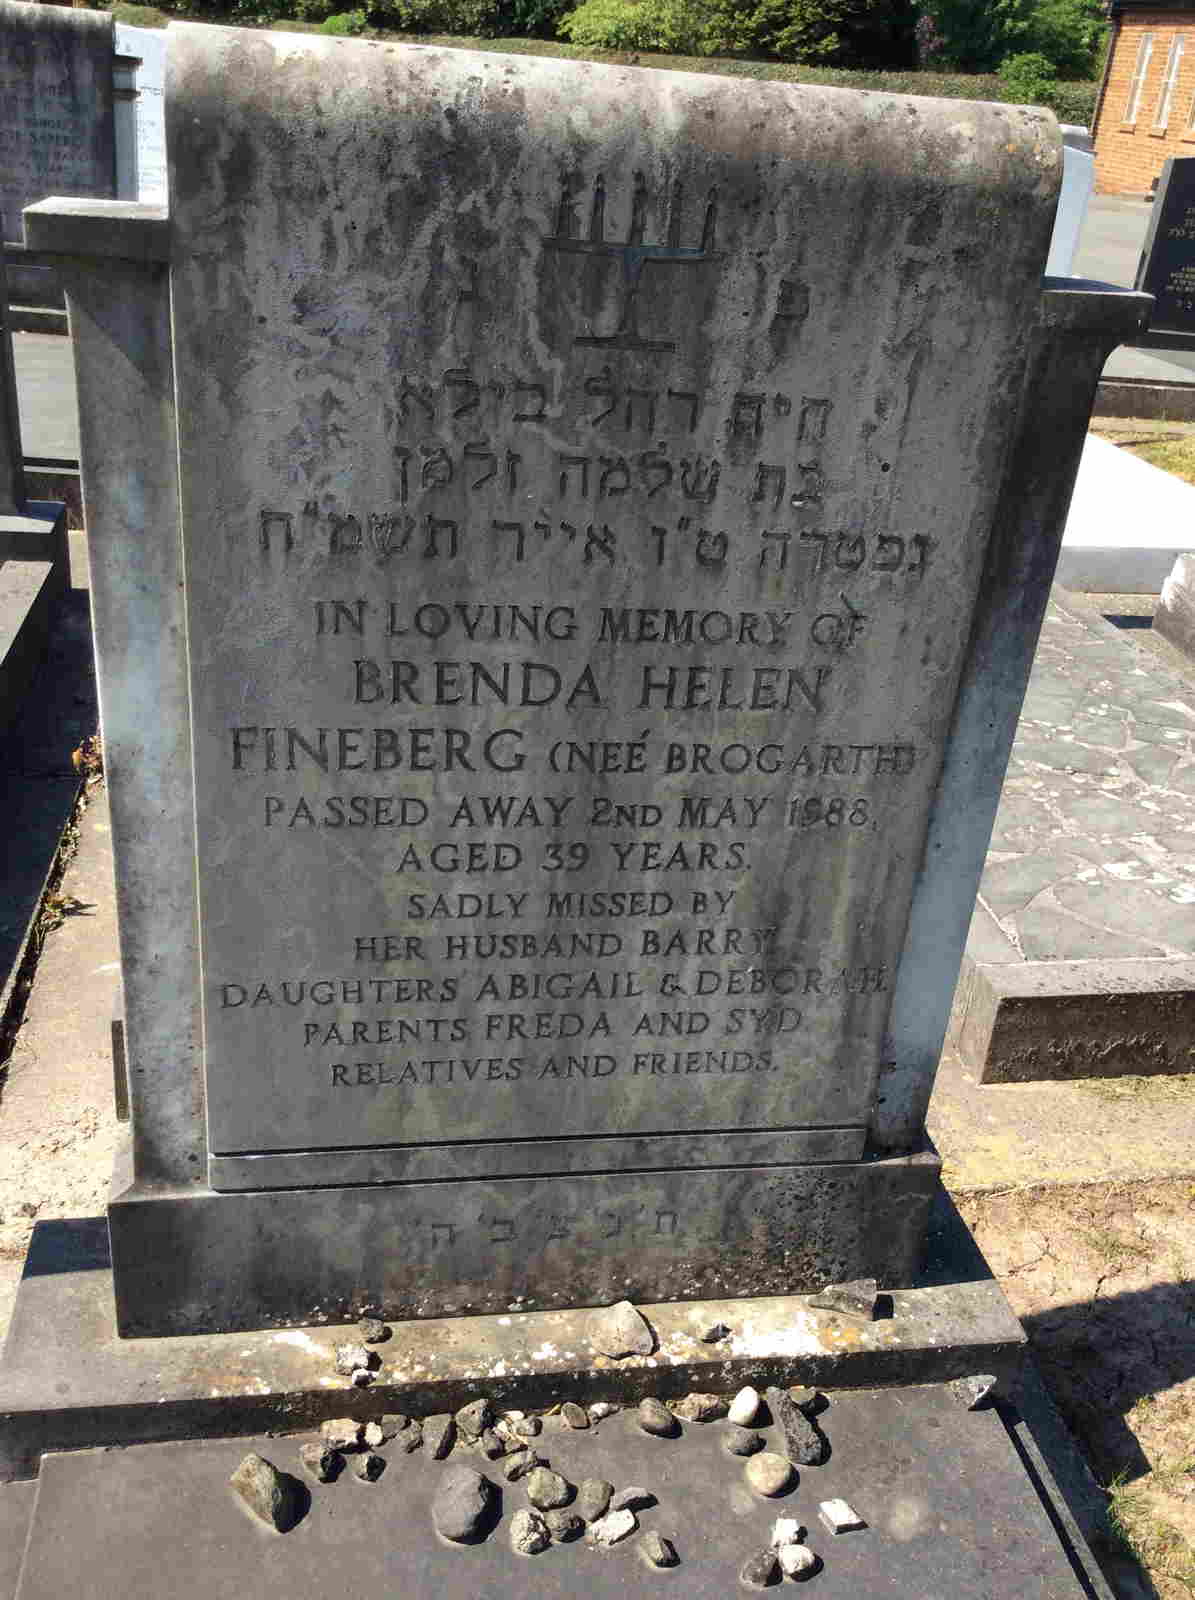 פ נ
חיה רחל בילא
בת שלמה זלמן
נפטרה ט"ו אייר תשמ"ח
IN LOVING MEMORY OF
BRENDA HELEN
FINEBERG (NEÉ BROGARTH)
PASSED AWAY 2ND MAY 1988,
AGED 39 YEARS.
SADLY MISSED BY
HER HUSBAND BARRY
DAUGHTERS ABIGAIL & DEBORAH.
PARENTS FREDA AND SYD
RELATIVES AND FRIENDS.
ת' נ' צ' ב' ה'